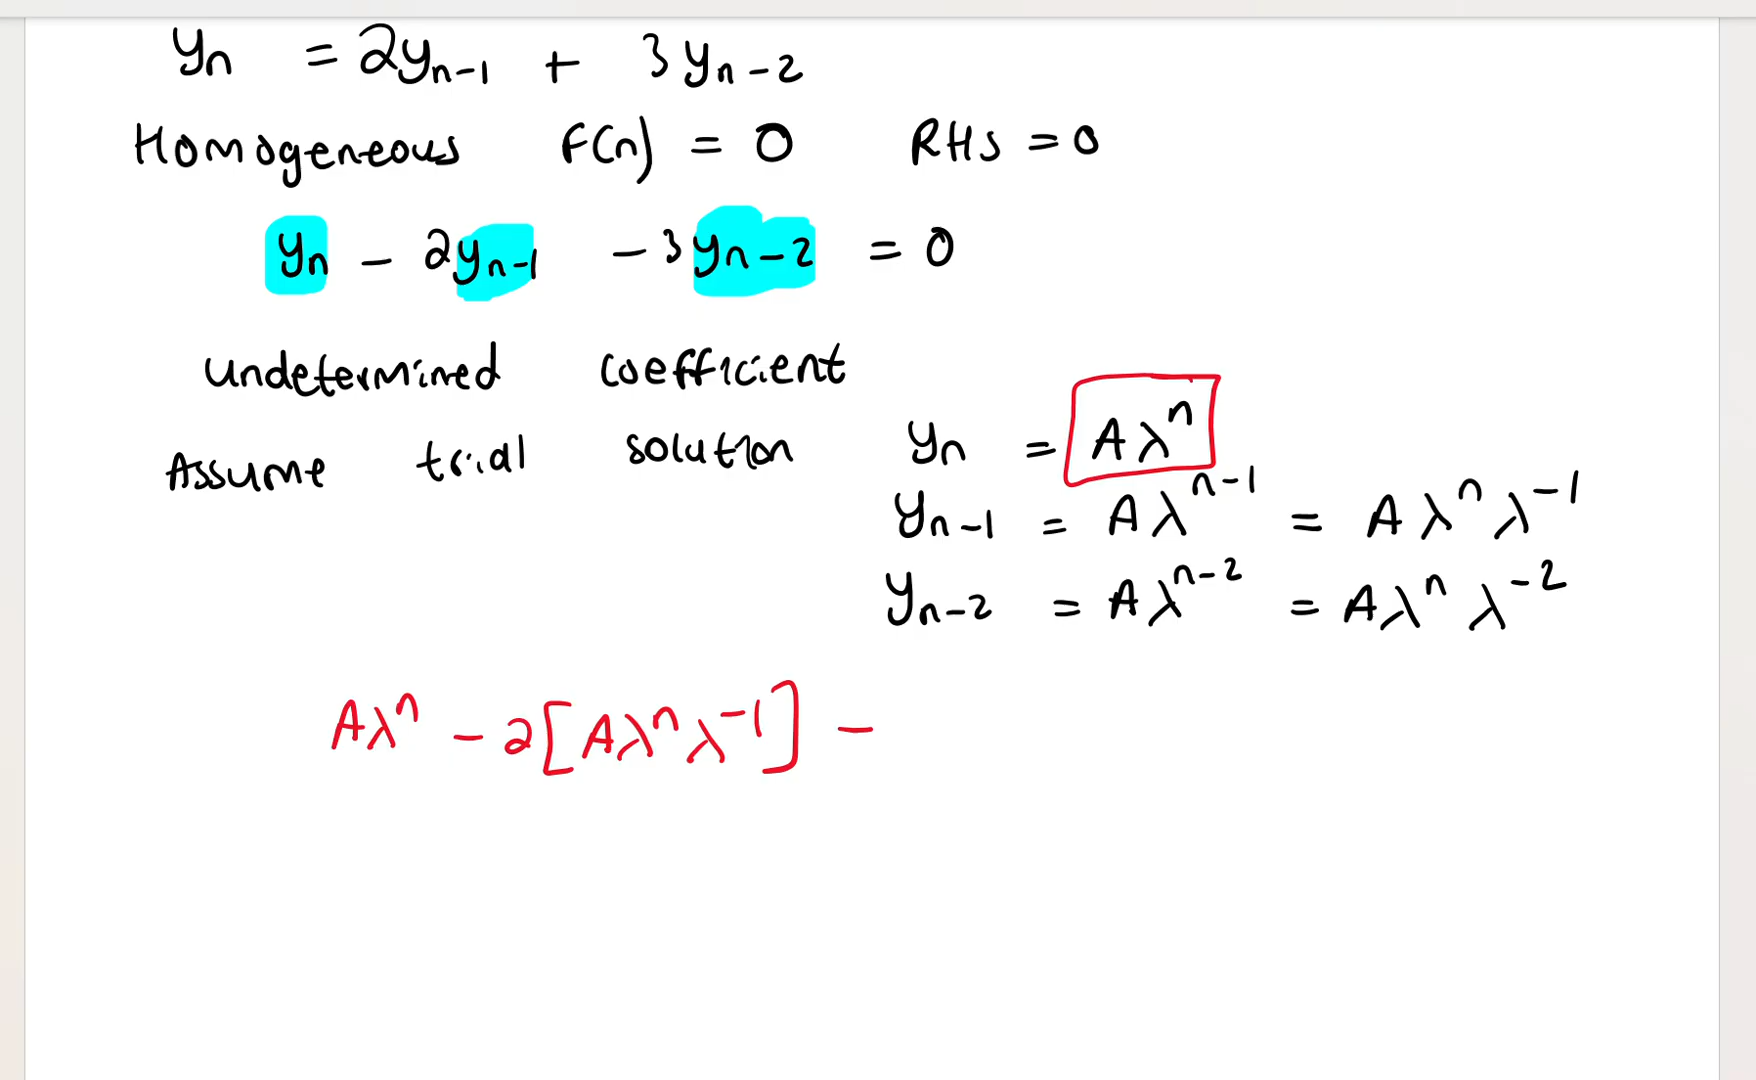 yn = 2yn-1 + 3yn-2
Homogeneous F(n) = 0 RHS = 0
yn - 2yn-1 - 3yn-2 = 0
undetermined coefficient
Assume trial solution yn = Aλ^n
yn-1 = Aλ^n-1 = Aλ^n λ^-1
yn-2 = Aλ^n-2 = Aλ^n λ^-2
Aλ^n - 2[Aλ^n λ^-1] -